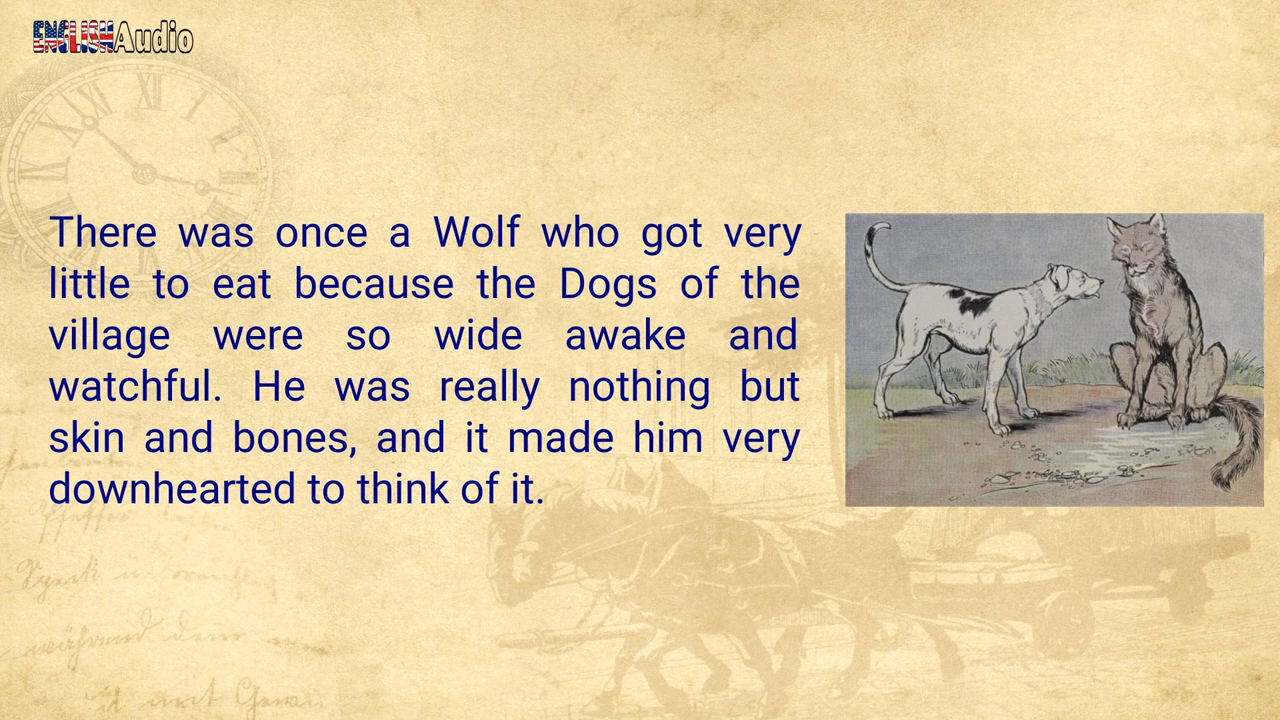 ENGLISHAudio
There was once a Wolf who got very
little to eat because the Dogs of the
village were so wide awake and
watchful. He was really nothing but
skin and bones, and it made him very
downhearted to think of it.